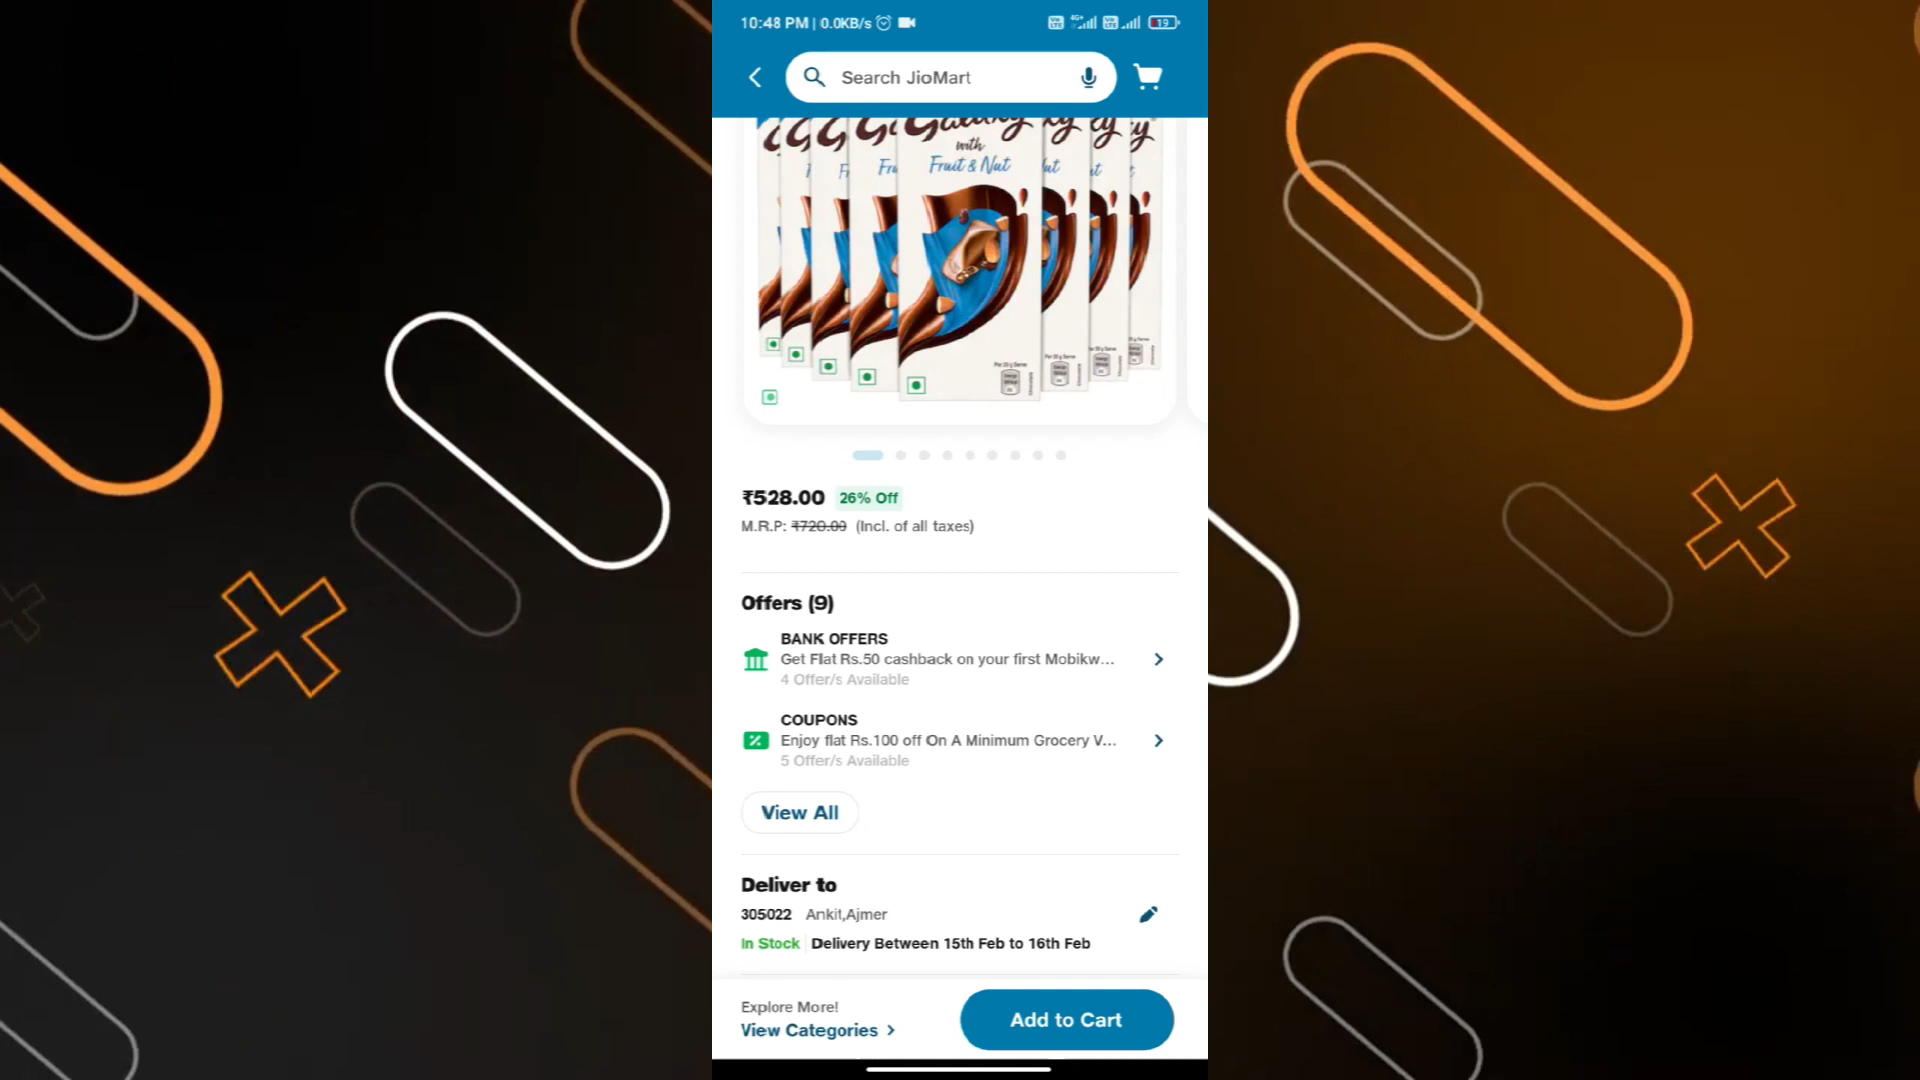 10:48 PM | 0.0KB/s
4G+
19
Search JioMart
Galaxy
with
Fruit & Nut
₹528.00 26% Off
M.R.P: ₹720.00 (Incl. of all taxes)
Offers (9)
BANK OFFERS
Get Flat Rs.50 cashback on your first Mobikw...
4 Offer/s Available
COUPONS
Enjoy flat Rs.100 off On A Minimum Grocery V...
5 Offer/s Available
View All
Deliver to
305022 Ankit,Ajmer
In Stock Delivery Between 15th Feb to 16th Feb
Explore More!
View Categories
Add to Cart